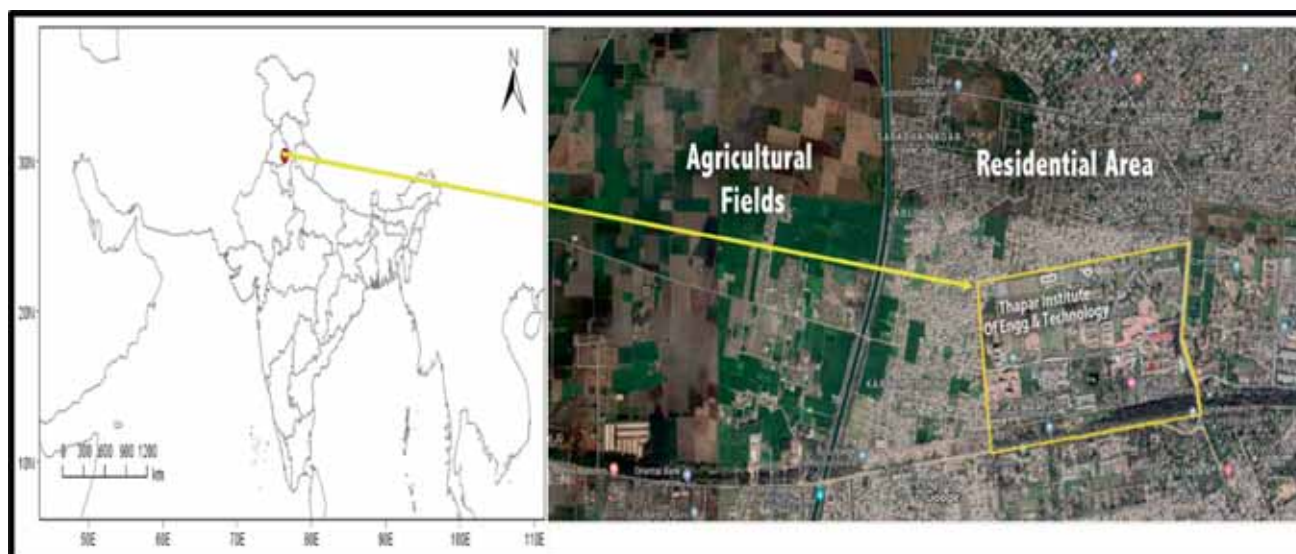 N
30N
20N
10N
0 300 600 900 1200
km
50E 60E 70E 80E 90E 100E 110E
Agricultural
Fields
Residential Area
Thapar Institute
Of Engg & Technology
Google